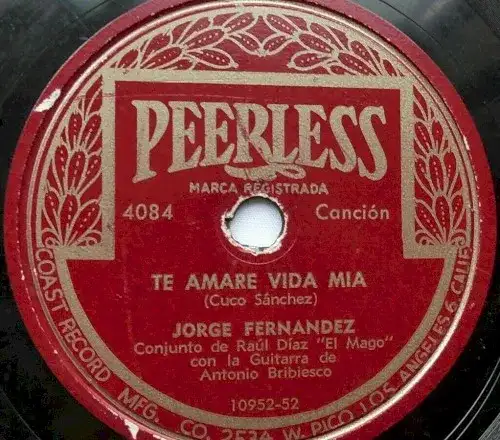 PEERLESS
MARCA REGISTRADA
4084 Canción
TE AMARE VIDA MIA
(Cuco Sánchez)
JORGE FERNANDEZ
Conjunto de Raúl Díaz "El Mago"
con la Guitarra de
Antonio Bribiesco
10952-52
COAST RECORD MFG. CO. 2534 W. PICO, LOS ANGELES 6 CALIF